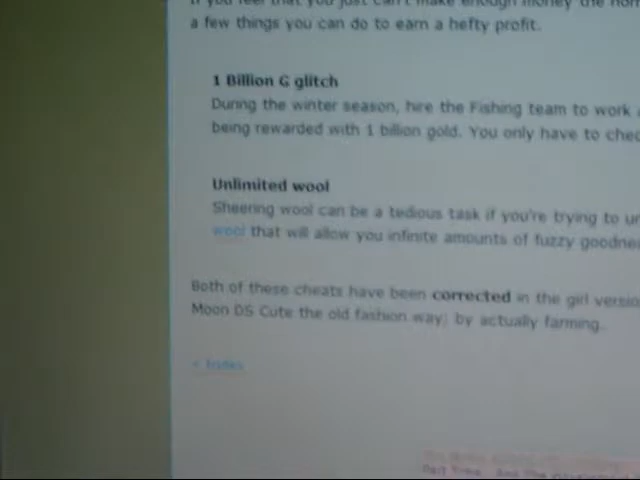 If you feel that you just can't make enough money the
a few things you can do to earn a hefty profit.
1 Billion G glitch
During the winter season, hire the Fishing team to work
being rewarded with 1 billion gold. You only have to
Unlimited wool
Sheering wool can be a tedious task if you're trying to
wool that will allow you infinite amounts of fuzzy
Both of these cheats have been corrected in the girl
Moon DS Cute the old fashion way: by actually farming.
< Index